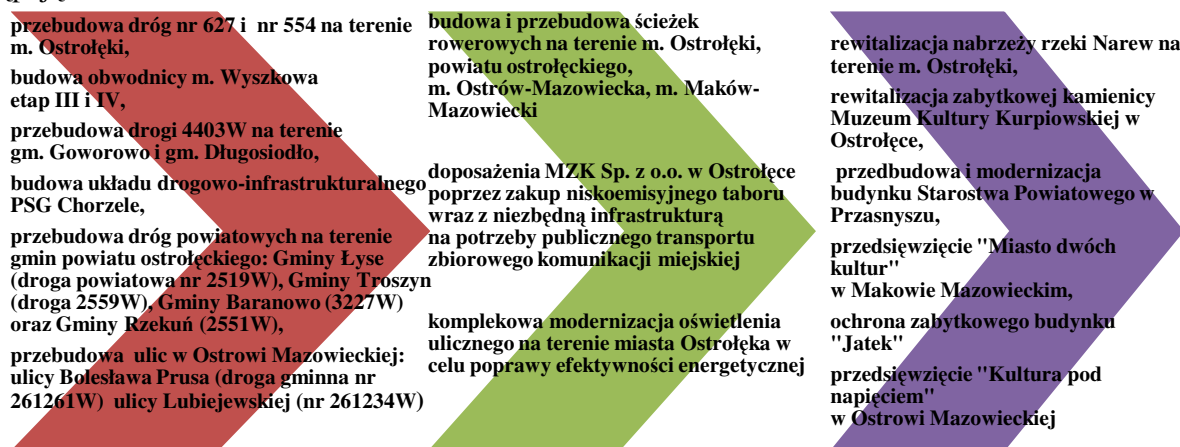 przebudowa dróg nr 627 i nr 554 na terenie
m. Ostrołęki,
budowa obwodnicy m. Wyszkowa
etap III i IV,
przebudowa drogi 4403W na terenie
gm. Goworowo i gm. Długosiodło,
budowa układu drogowo-infrastrukturalnego
PSG Chorzele,
przebudowa dróg powiatowych na terenie
gmin powiatu ostrołęckiego: Gminy Łyse
(droga powiatowa nr 2519W), Gminy Troszyn
(droga 2559W), Gminy Baranowo (3227W)
oraz Gminy Rzekuń (2551W),
przebudowa ulic w Ostrowi Mazowieckiej:
ulicy Bolesława Prusa (droga gminna nr
261261W) ulicy Lubiejewskiej (nr 261234W)
budowa i przebudowa ścieżek
rowerowych na terenie m. Ostrołęki,
powiatu ostrołęckiego,
m. Ostrów-Mazowiecka, m. Maków-
Mazowiecki
doposażenia MZK Sp. z o.o. w Ostrołęce
poprzez zakup niskoemisyjnego taboru
wraz z niezbędną infrastrukturą
na potrzeby publicznego transportu
zbiorowego komunikacji miejskiej
komplekowa modernizacja oświetlenia
ulicznego na terenie miasta Ostrołęka w
celu poprawy efektywności energetycznej
rewitalizacja nabrzeży rzeki Narew na
terenie m. Ostrołęki,
rewitalizacja zabytkowej kamienicy
Muzeum Kultury Kurpiowskiej w
Ostrołęce,
przedbudowa i modernizacja
budynku Starostwa Powiatowego w
Przasnyszu,
przedsięwzięcie "Miasto dwóch
kultur"
w Makowie Mazowieckim,
ochrona zabytkowego budynku
"Jatek"
przedsięwzięcie "Kultura pod
napięciem"
w Ostrowi Mazowieckiej